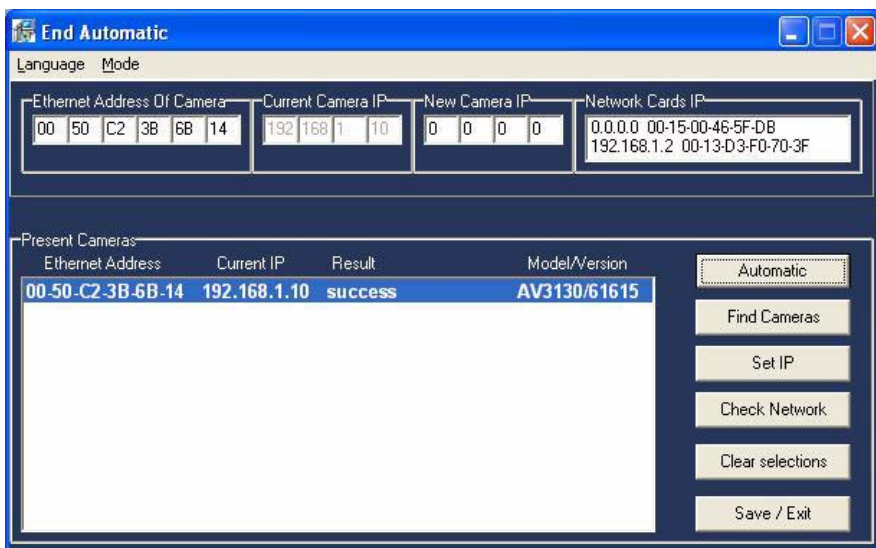 End Automatic
Language Mode
Ethernet Address Of Camera Current Camera IP New Camera IP Network Cards IP
00 50 C2 3B 6B 14 192 168 1 10 0 0 0 0 0.0.0.0 00-15-00-46-5F-DB
192.168.1.2 00-13-D3-F0-70-3F
Present Cameras
Ethernet Address Current IP Result Model/Version
00-50-C2-3B-6B-14 192.168.1.10 success AV3130/61615
Automatic
Find Cameras
Set IP
Check Network
Clear selections
Save / Exit